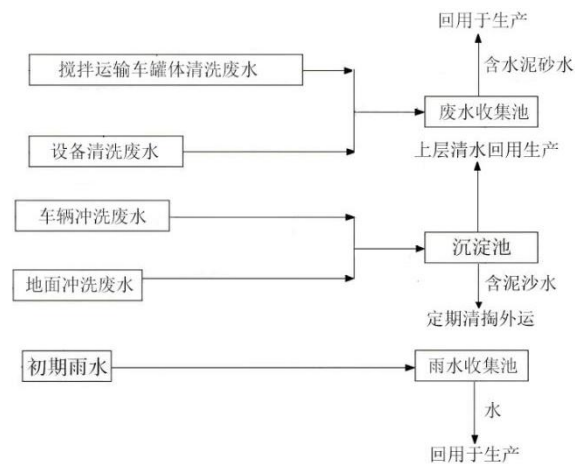 回用于生产
含水泥砂水
搅拌运输车罐体清洗废水
废水收集池
设备清洗废水
上层清水回用生产
车辆冲洗废水
沉淀池
地面冲洗废水
含泥沙水
定期清掏外运
初期雨水
雨水收集池
水
回用于生产